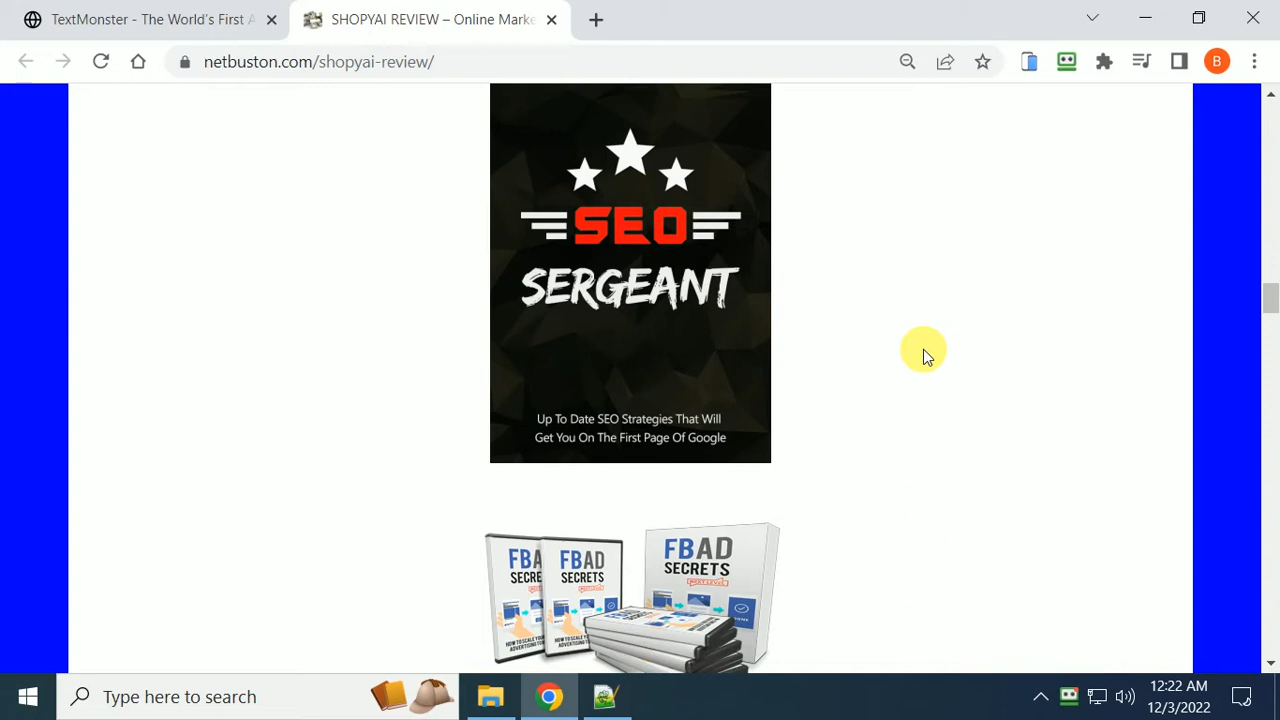 TextMonster - The World's First A
SHOPYAI REVIEW – Online Marke
netbuston.com/shopyai-review/
B
SEO
SERGEANT
Up To Date SEO Strategies That Will
Get You On The First Page Of Google
FBAD
SECRETS
FBAD
SECRETS
Type here to search
12:22 AM
12/3/2022